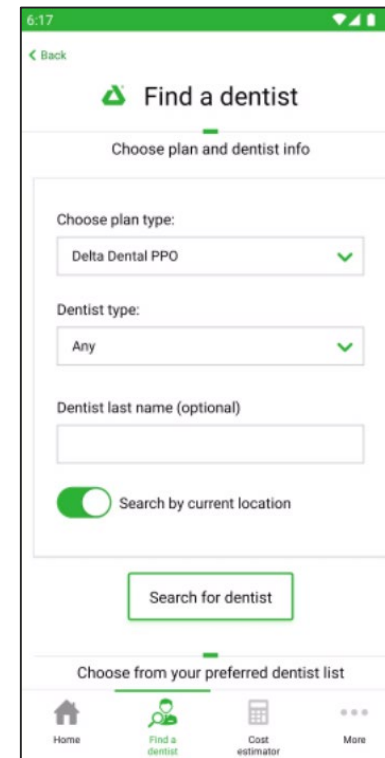 6:17
Back
Find a dentist
Choose plan and dentist info
Choose plan type:
Delta Dental PPO
Dentist type:
Any
Dentist last name (optional)
Search by current location
Search for dentist
Choose from your preferred dentist list
Home
Find a
dentist
Cost
estimator
More